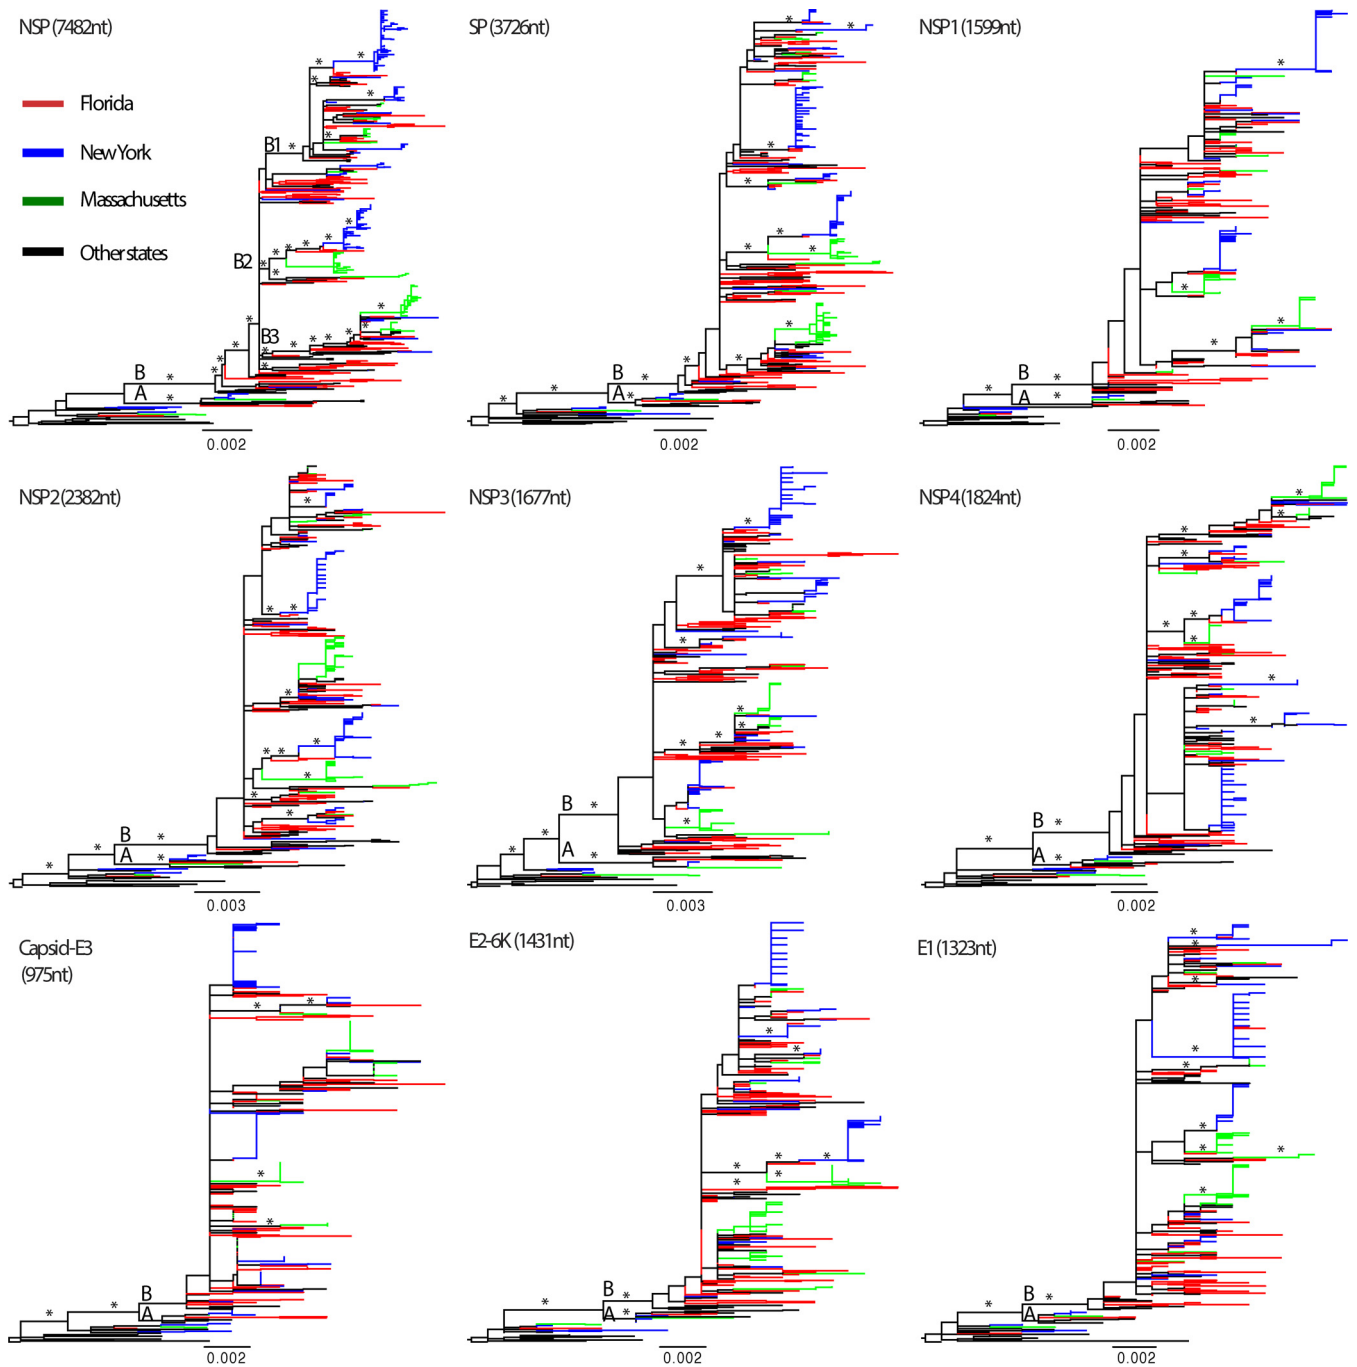 NSP (7482nt)
SP (3726nt)
NSP1 (1599nt)
Florida
New York
Massachusetts
Other states
B1
B2
B3
B
A
B
A
B
A
0.002
0.002
0.002
NSP2 (2382nt)
NSP3 (1677nt)
NSP4 (1824nt)
B
A
B
A
B
A
0.003
0.003
0.002
Capsid-E3
(975nt)
E2-6K (1431nt)
E1 (1323nt)
B
A
B
A
B
A
0.002
0.002
0.002